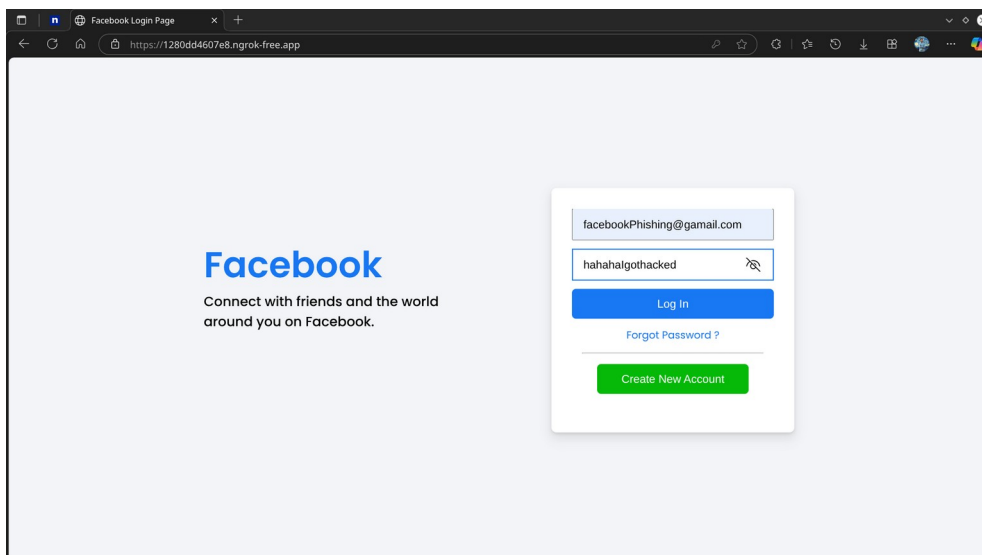 n
Facebook Login Page
https://1280dd4607e8.ngrok-free.app
Facebook
Connect with friends and the world
around you on Facebook.
facebookPhishing@gamail.com
hahahaIgothacked
Log In
Forgot Password ?
Create New Account